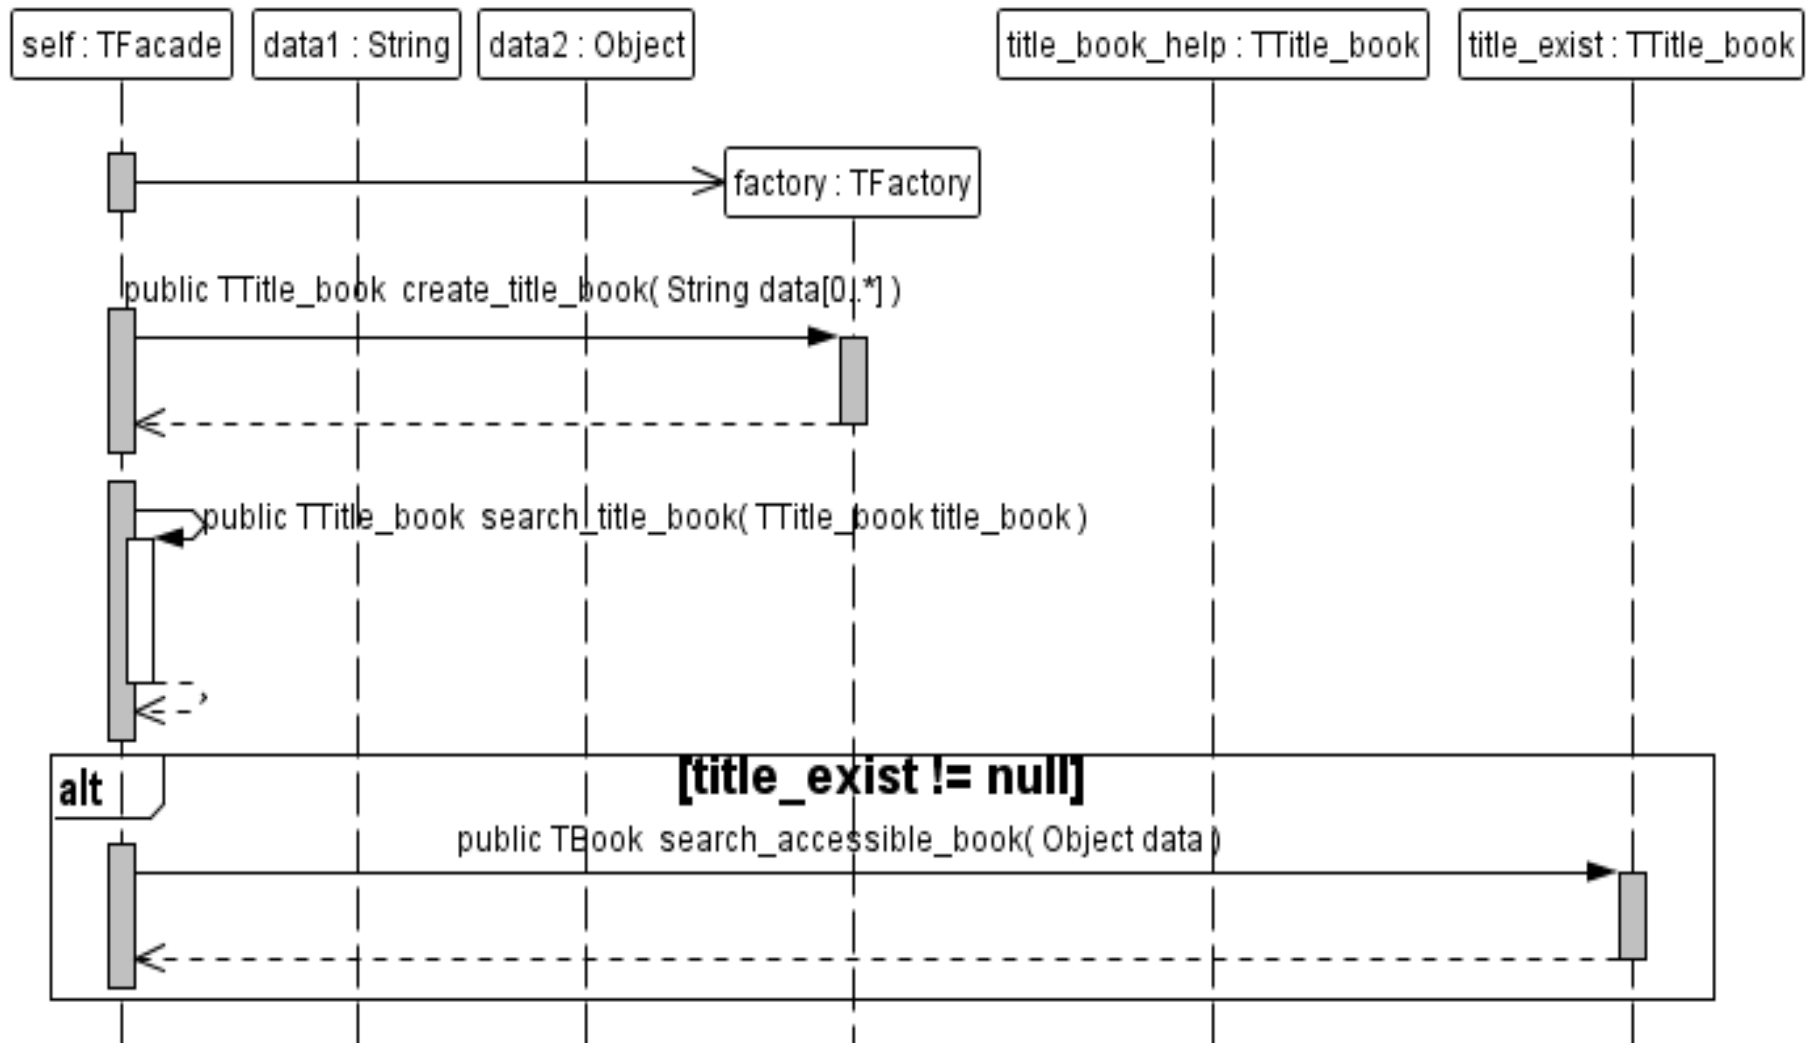 self : TFacade
data1 : String
data2 : Object
title_book_help : TTitle_book
title_exist : TTitle_book
factory : TFactory
public TTitle_book create_title_book( String data[0..*] )
public TTitle_book search_title_book( TTitle_book title_book )
alt
[title_exist != null]
public TBook search_accessible_book( Object data )